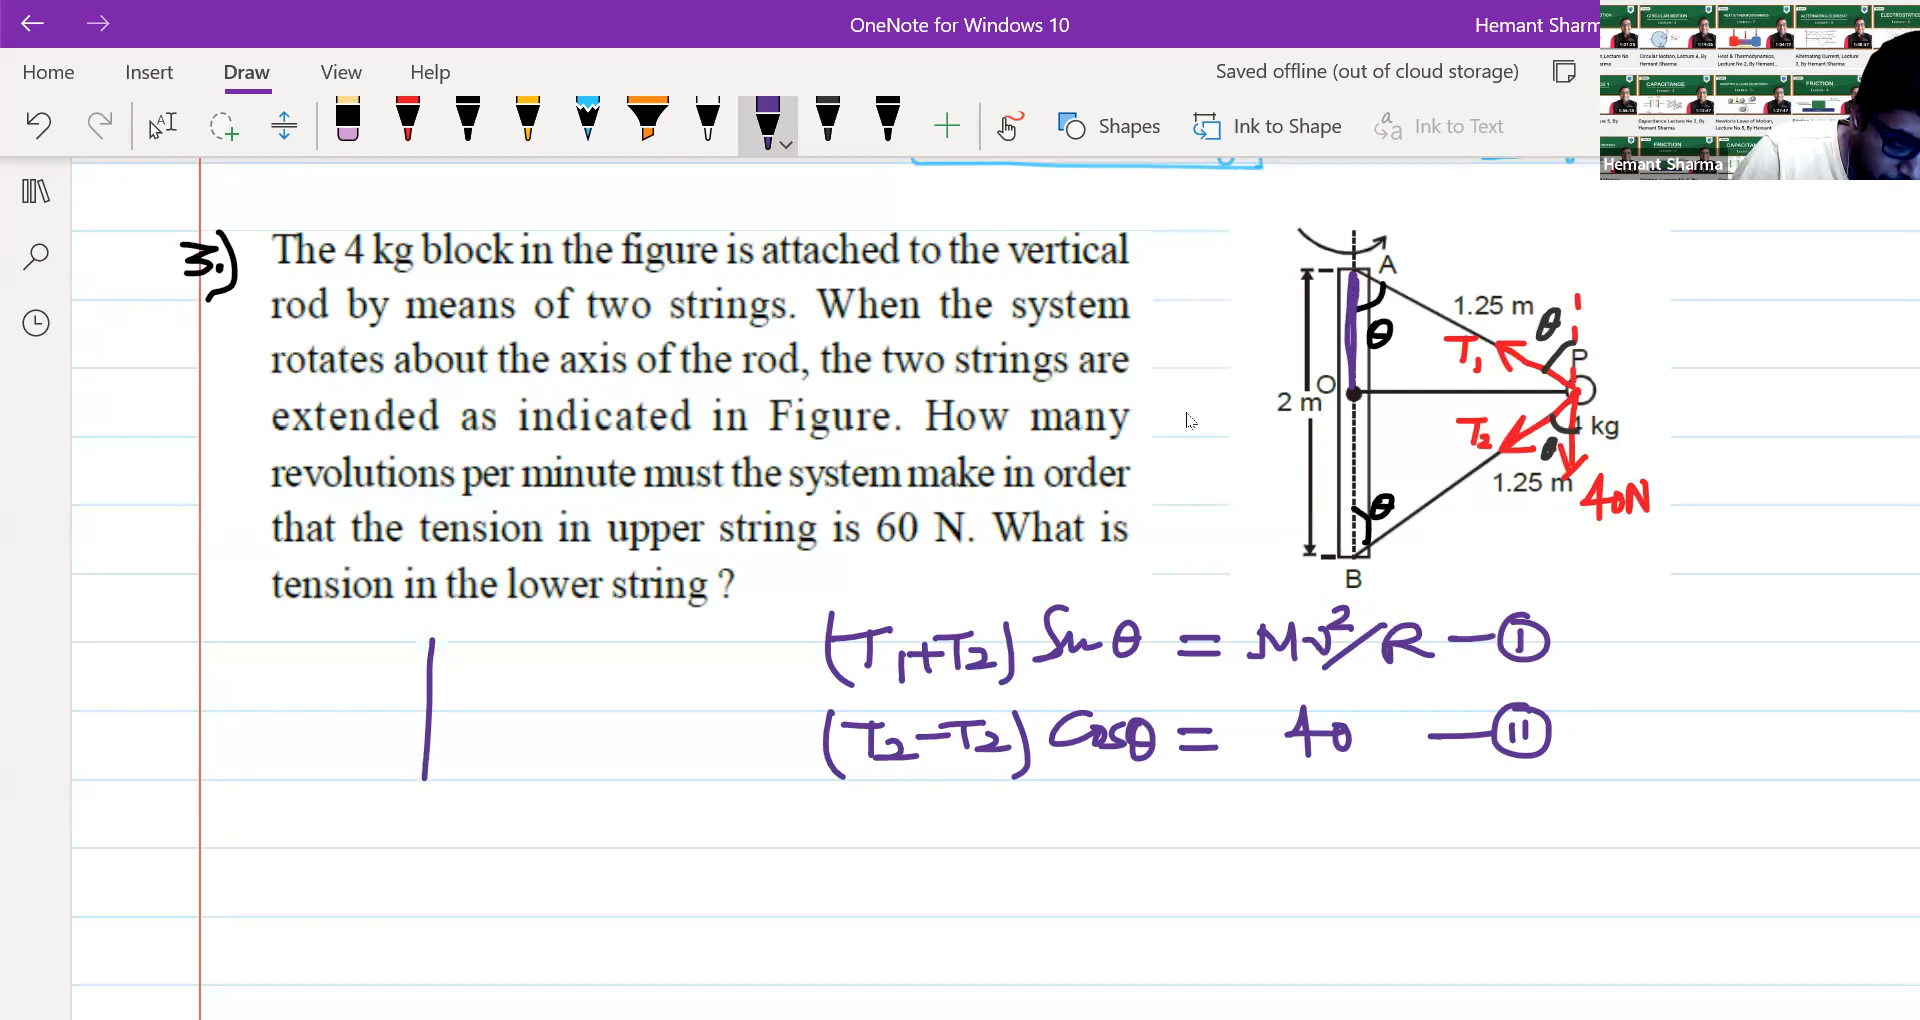 OneNote for Windows 10
Hemant Sharm
Home Insert Draw View Help
Saved offline (out of cloud storage)
Shapes
Ink to Shape
Ink to Text
Hemant Sharma
3.)
The 4 kg block in the figure is attached to the vertical
rod by means of two strings. When the system
rotates about the axis of the rod, the two strings are
extended as indicated in Figure. How many
revolutions per minute must the system make in order
that the tension in upper string is 60 N. What is
tension in the lower string ?
A
1.25 m
θ
θ
T₁
P
O
2 m
T₂
4 kg
θ
1.25 m
40N
θ
B
(T₁+T₂) Sinθ = Mv²/R — I
(T₂−T₂) Cosθ = 40 — II